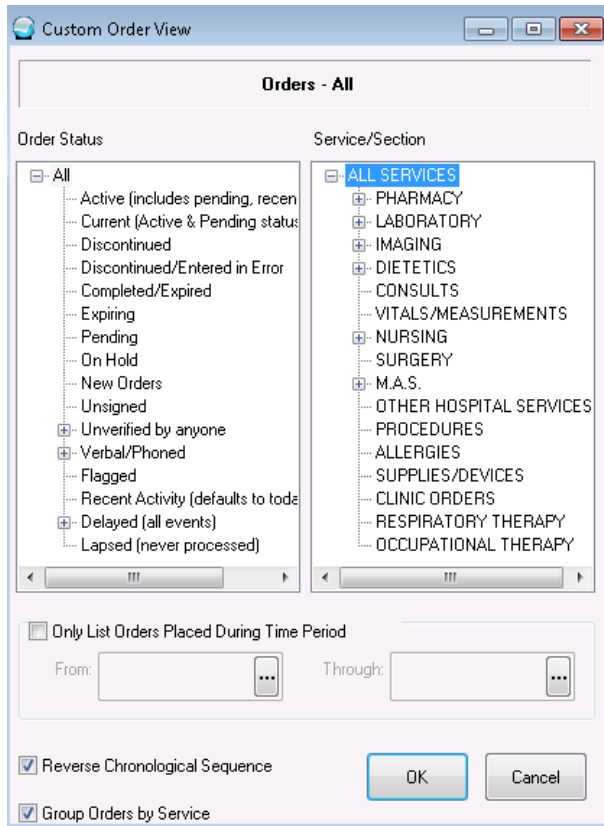 Custom Order View
Orders - All
Order Status
All
Active (includes pending, recen
Current (Active & Pending status
Discontinued
Discontinued/Entered in Error
Completed/Expired
Expiring
Pending
On Hold
New Orders
Unsigned
Unverified by anyone
Verbal/Phoned
Flagged
Recent Activity (defaults to toda
Delayed (all events)
Lapsed (never processed)
Service/Section
ALL SERVICES
PHARMACY
LABORATORY
IMAGING
DIETETICS
CONSULTS
VITALS/MEASUREMENTS
NURSING
SURGERY
M.A.S.
OTHER HOSPITAL SERVICES
PROCEDURES
ALLERGIES
SUPPLIES/DEVICES
CLINIC ORDERS
RESPIRATORY THERAPY
OCCUPATIONAL THERAPY
Only List Orders Placed During Time Period
From: ...
Through: ...
Reverse Chronological Sequence
Group Orders by Service
OK
Cancel